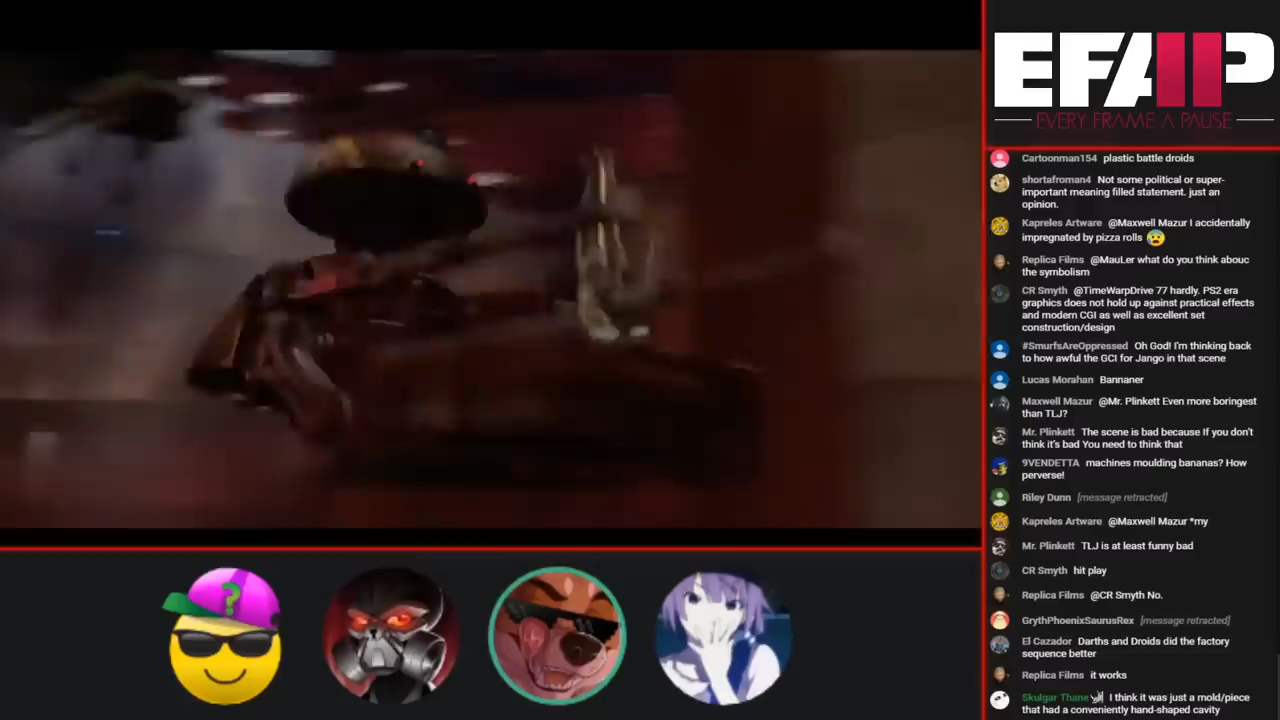 EFAP
EVERY FRAME A PAUSE
Cartoonman154 plastic battle droids
shortafroman4 Not some political or super-
important meaning filled statement. just an
opinion.
Kapreles Artware @Maxwell Mazur I accidentally
impregnated by pizza rolls 😰
Replica Films @MauLer what do you think abouc
the symbolism
CR Smyth @TimeWarpDrive 77 hardly. PS2 era
graphics does not hold up against practical effects
and modern CGI as well as excellent set
construction/design
#SmurfsAreOppressed Oh God! I'm thinking back
to how awful the GCI for Jango in that scene
Lucas Morahan Bannaner
Maxwell Mazur @Mr. Plinkett Even more boringest
than TLJ?
Mr. Plinkett The scene is bad because If you don't
think it's bad You need to think that
9VENDETTA machines moulding bananas? How
perverse!
Riley Dunn [message retracted]
Kapreles Artware @Maxwell Mazur *my
Mr. Plinkett TLJ is at least funny bad
CR Smyth hit play
Replica Films @CR Smyth No.
GrythPhoenixSaurusRex [message retracted]
El Cazador Darths and Droids did the factory
sequence better
Replica Films it works
Skulgar Thane I think it was just a mold/piece
that had a conveniently hand-shaped cavity
?